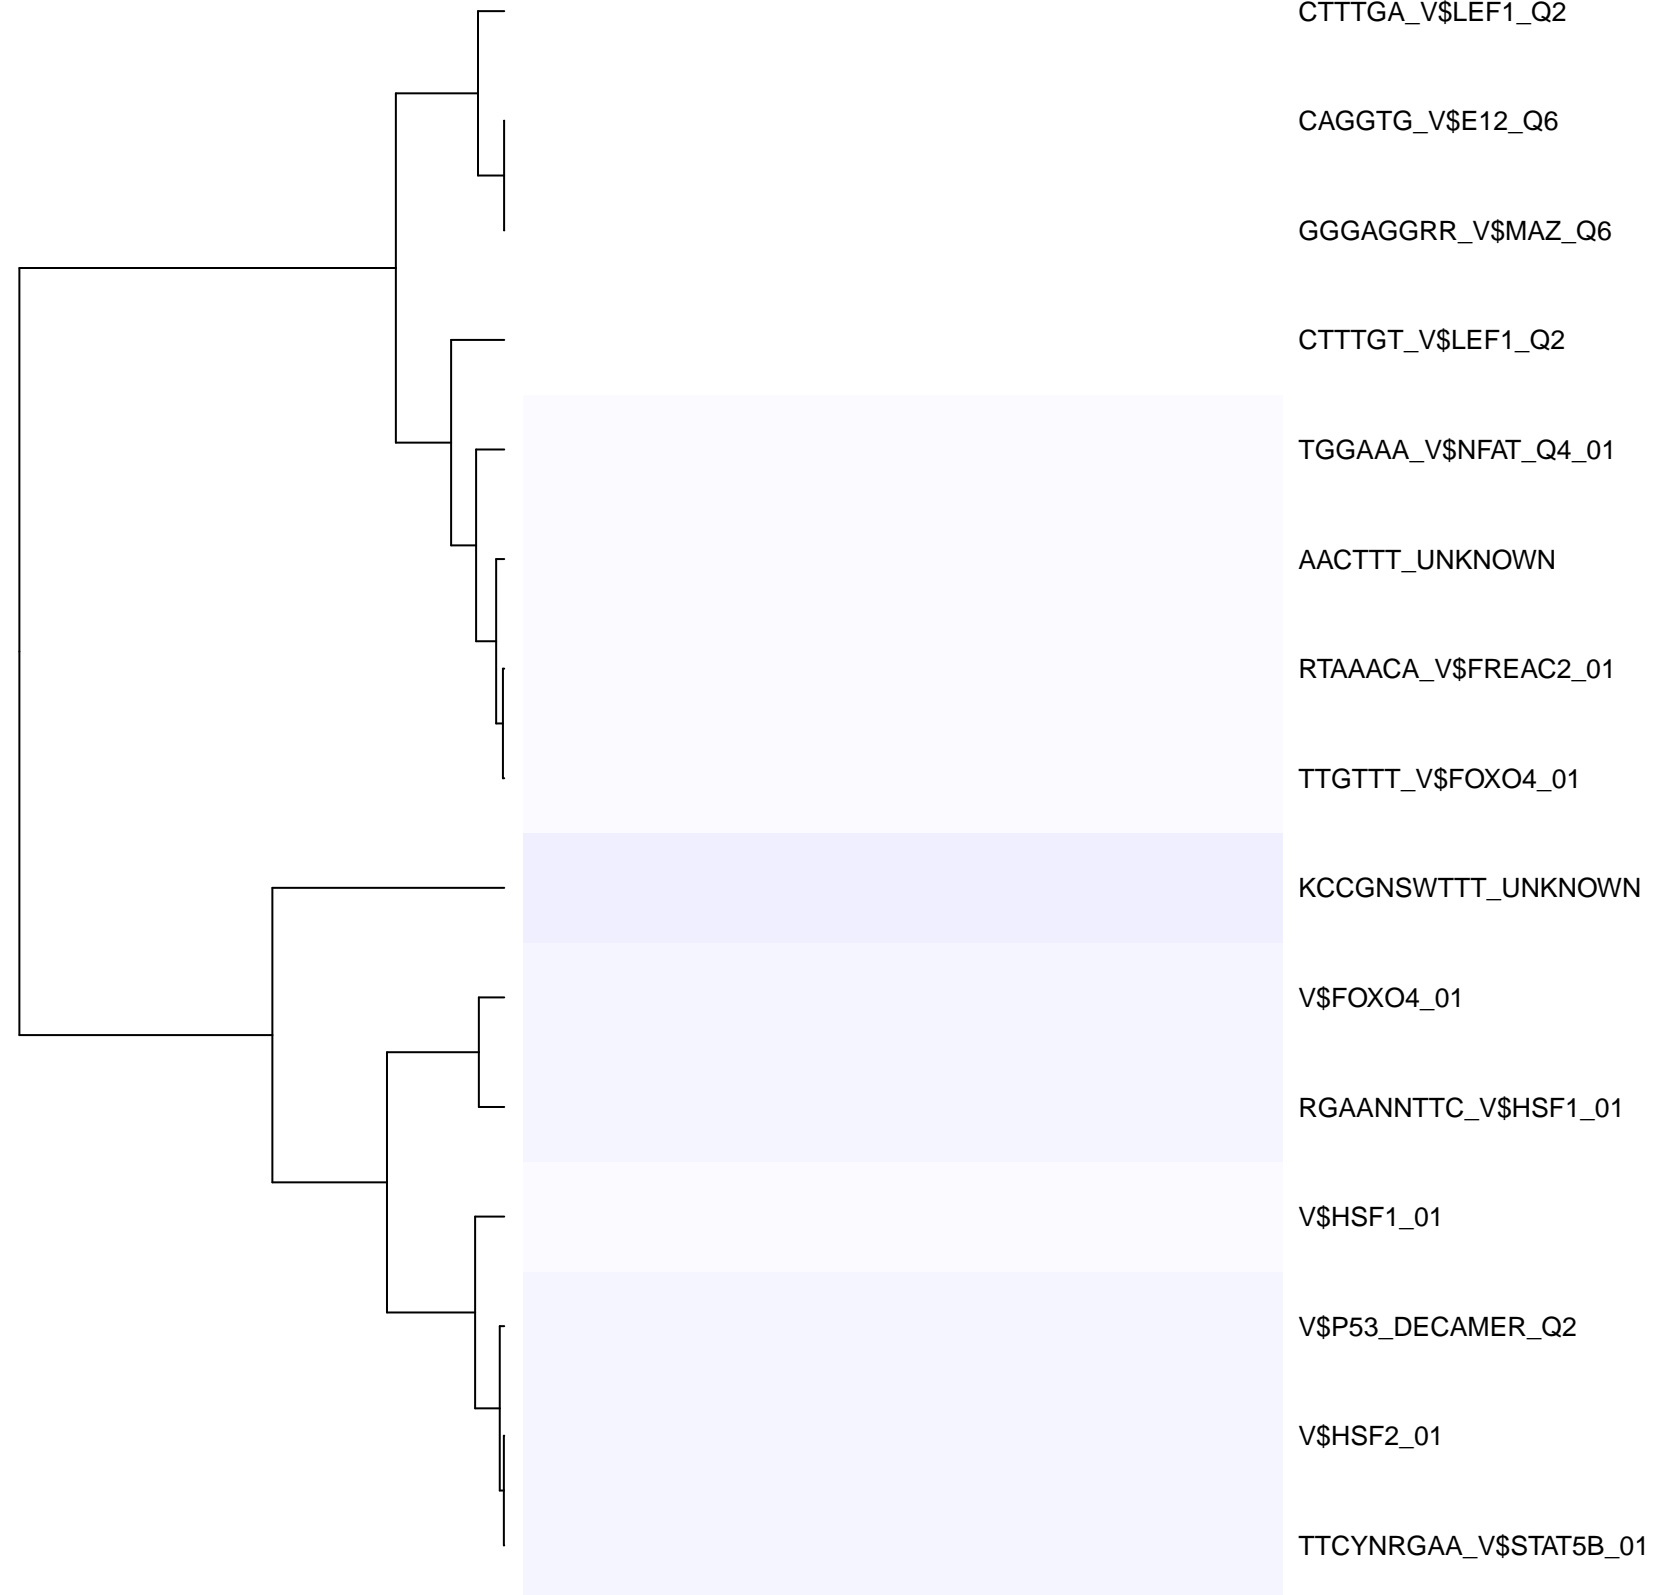 CTTTGA_V$LEF1_Q2
CAGGTG_V$E12_Q6
GGGAGGRR_V$MAZ_Q6
CTTTGT_V$LEF1_Q2
TGGAAA_V$NFAT_Q4_01
AACTTT_UNKNOWN
RTAAACA_V$FREAC2_01
TTGTTT_V$FOXO4_01
KCCGNSWTTT_UNKNOWN
V$FOXO4_01
RGAANNTTC_V$HSF1_01
V$HSF1_01
V$P53_DECAMER_Q2
V$HSF2_01
TTCYNRGAA_V$STAT5B_01